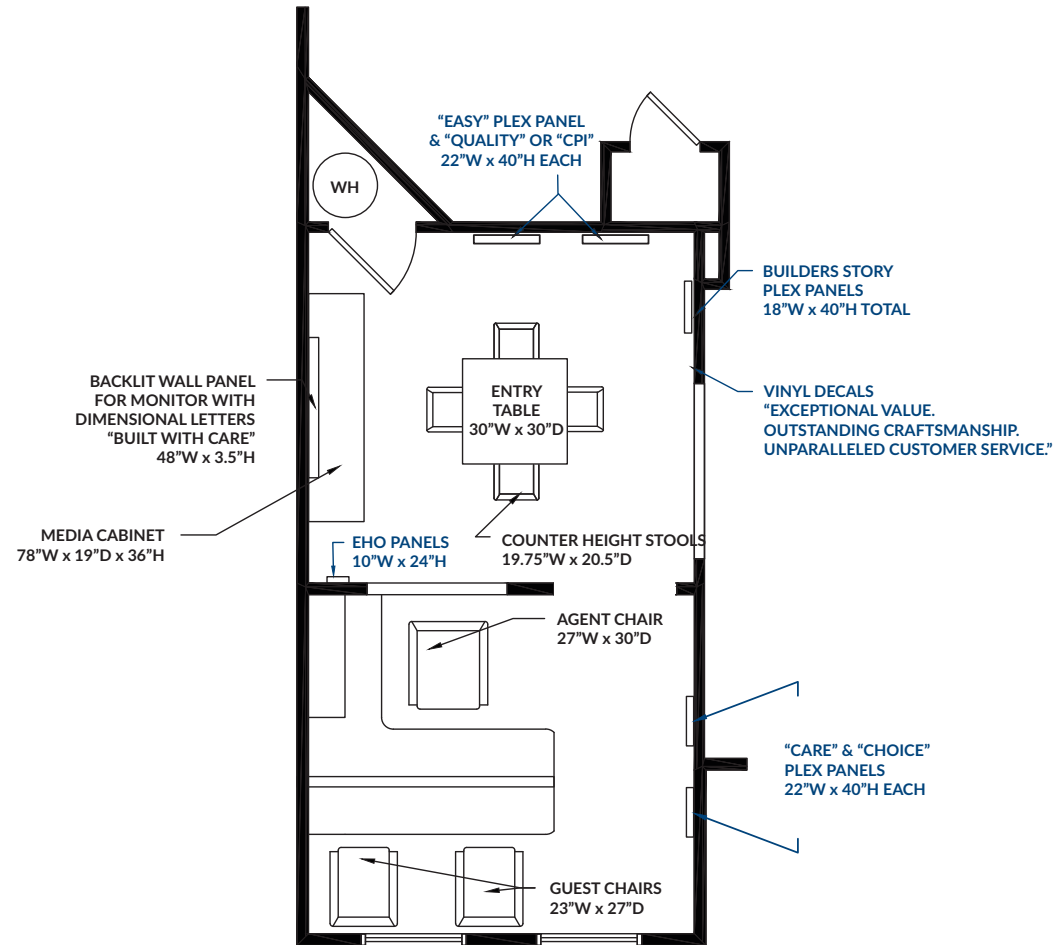 “EASY” PLEX PANEL
& “QUALITY” OR “CPI”
22”W x 40”H EACH
WH
BUILDERS STORY
PLEX PANELS
18”W x 40”H TOTAL
BACKLIT WALL PANEL
FOR MONITOR WITH
DIMENSIONAL LETTERS
“BUILT WITH CARE”
48”W x 3.5”H
ENTRY
TABLE
30”W x 30”D
VINYL DECALS
“EXCEPTIONAL VALUE.
OUTSTANDING CRAFTSMANSHIP.
UNPARALLELED CUSTOMER SERVICE.”
MEDIA CABINET
78”W x 19”D x 36”H
EHO PANELS
10”W x 24”H
COUNTER HEIGHT STOOLS
19.75”W x 20.5”D
AGENT CHAIR
27”W x 30”D
“CARE” & “CHOICE”
PLEX PANELS
22”W x 40”H EACH
GUEST CHAIRS
23”W x 27”D